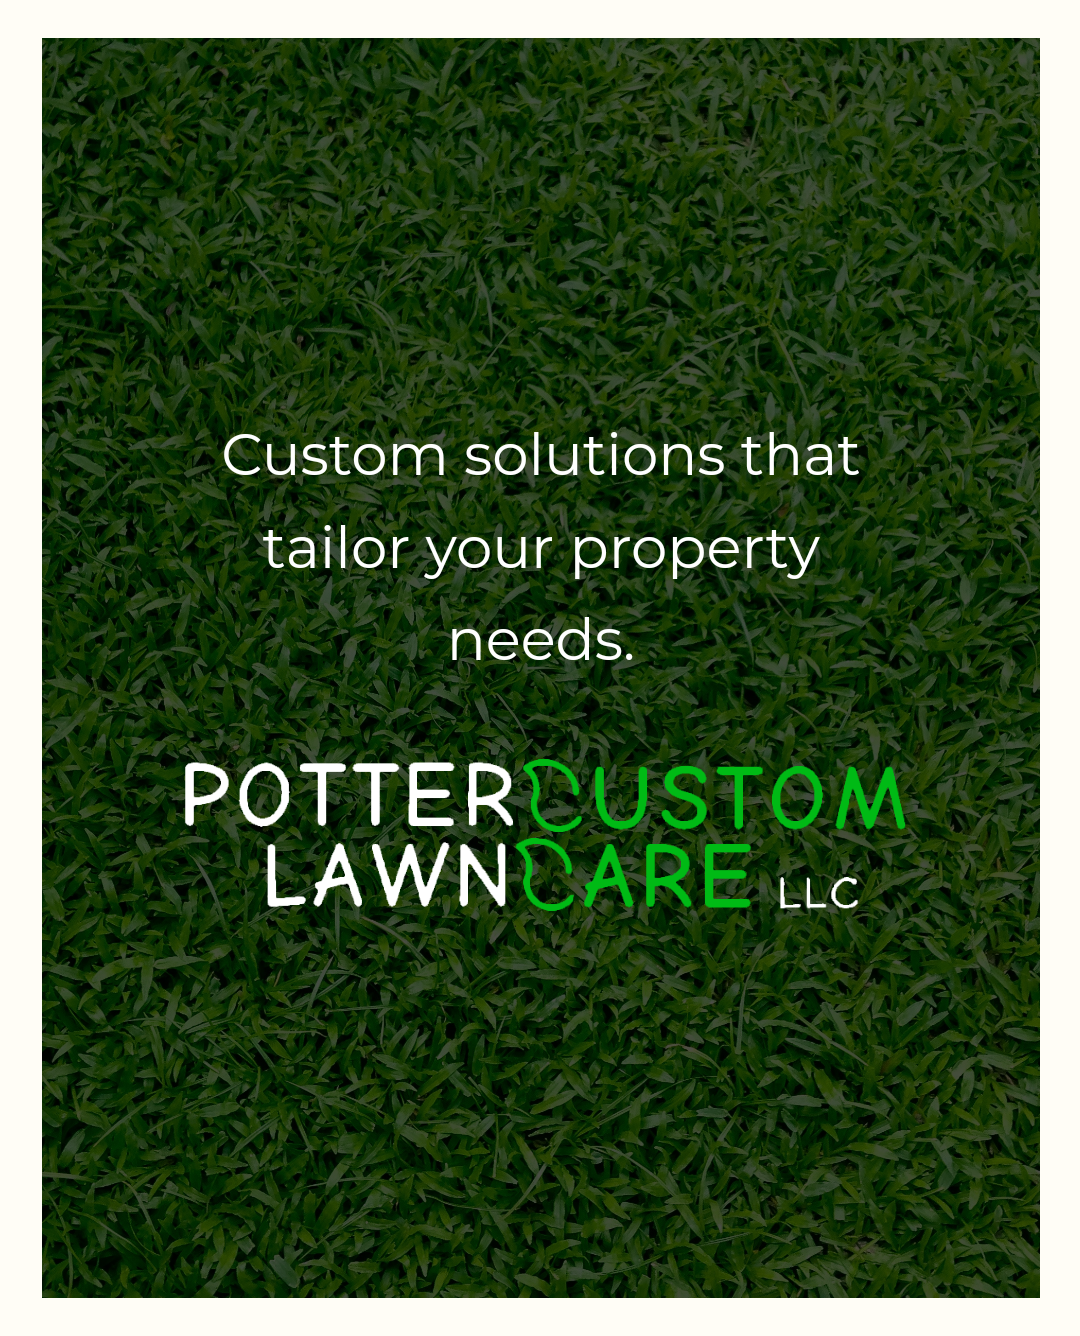 Custom solutions that
tailor your property
needs.
POTTER CUSTOM
LAWN CARE LLC